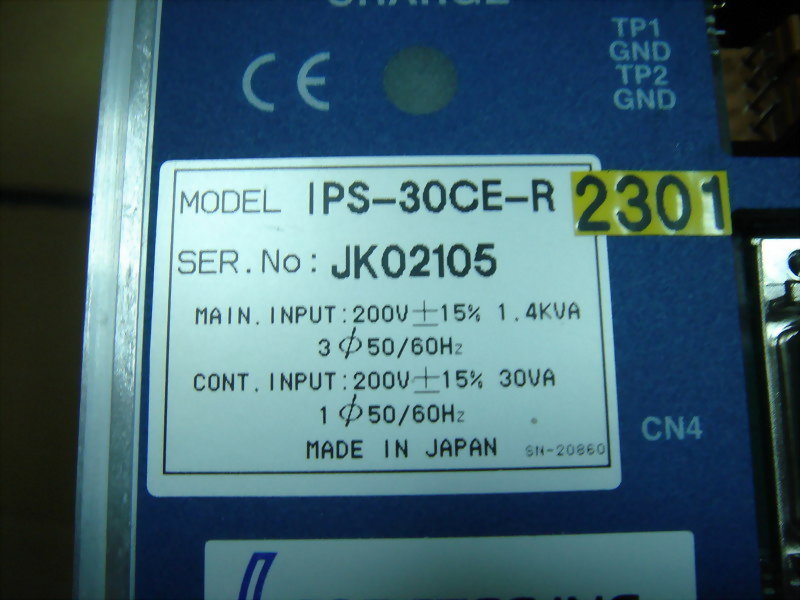 CHARGE
TP1
GND
TP2
GND
CE
MODEL IPS-30CE-R 2301
SER.No: JK02105
MAIN.INPUT:200V±15% 1.4KVA
3ϕ50/60Hz
CONT.INPUT:200V±15% 30VA
1ϕ50/60Hz
MADE IN JAPAN SN-20860
CN4